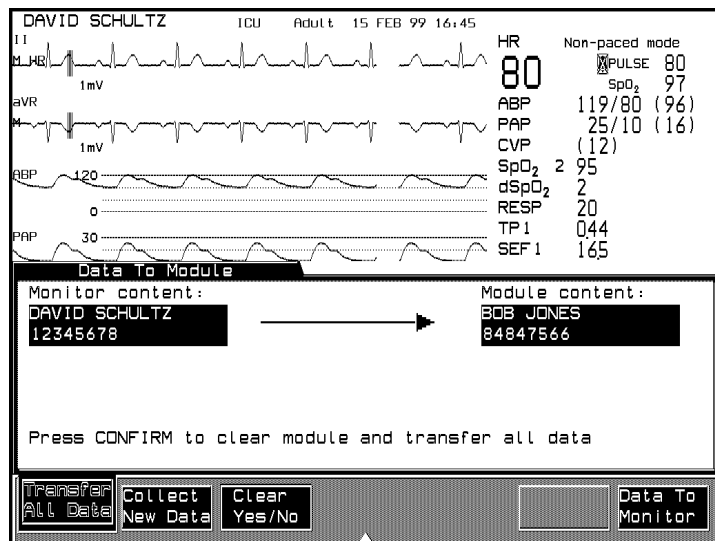 DAVID SCHULTZ ICU Adult 15 FEB 99 16:45
II
M HR
1mV
aVR
M
1mV
ABP 120
0
PAP 30
HR Non-paced mode
80 PULSE 80
SpO₂ 97
ABP 119/80 (96)
PAP 25/10 (16)
CVP (12)
SpO₂ 2 95
dSpO₂ 2
RESP 20
TP1 0.44
SEF1 16.5
Data To Module
Monitor content: Module content:
DAVID SCHULTZ BOB JONES
12345678 84847566
Press CONFIRM to clear module and transfer all data
Transfer All Data
Collect New Data
Clear Yes/No
Data To Monitor